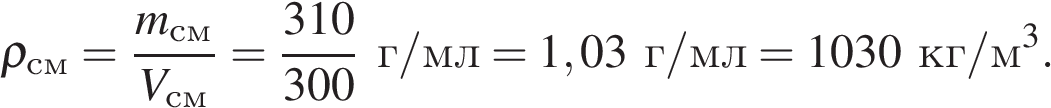 ρсм = mсм/Vсм = 310/300 г/мл = 1,03 г/мл = 1030 кг/м³.